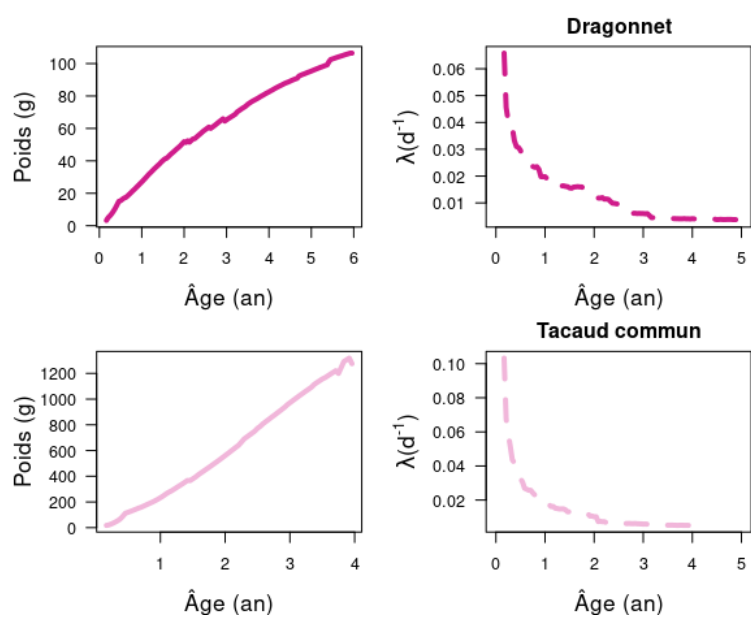 Dragonnet
Poids (g)
100
80
60
40
20
0
0 1 2 3 4 5 6
Âge (an)
λ(d⁻¹)
0.06
0.05
0.04
0.03
0.02
0.01
0 1 2 3 4 5
Âge (an)
Tacaud commun
Poids (g)
1200
1000
800
600
400
200
0
1 2 3 4
Âge (an)
λ(d⁻¹)
0.10
0.08
0.06
0.04
0.02
0 1 2 3 4 5
Âge (an)